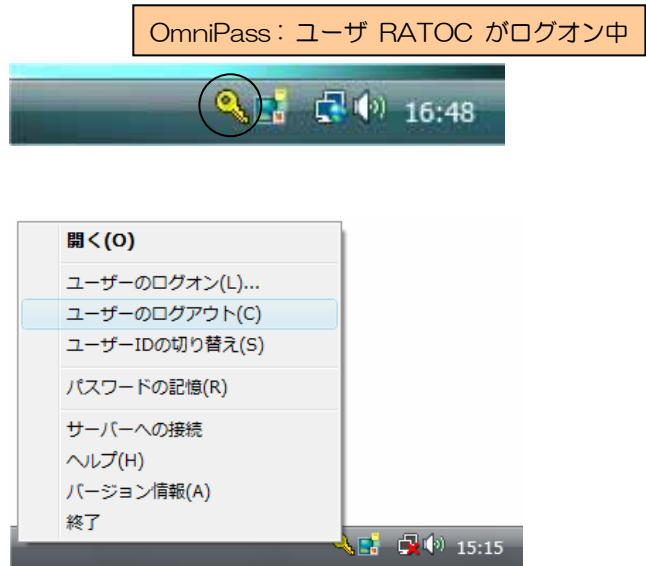 OmniPass：ユーザ RATOC がログオン中
16:48
開く(O)
ユーザーのログオン(L)...
ユーザーのログアウト(C)
ユーザーIDの切り替え(S)
パスワードの記憶(R)
サーバーへの接続
ヘルプ(H)
バージョン情報(A)
終了
15:15